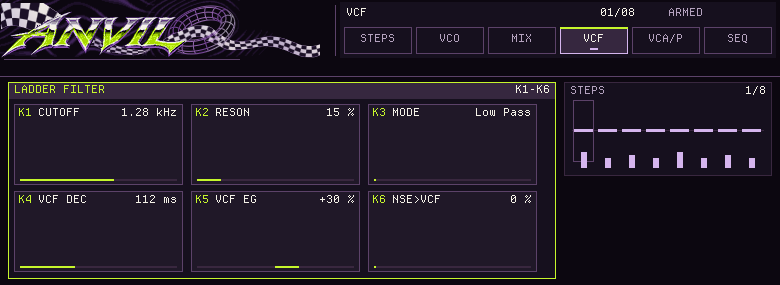 ANVIL
VCF 01/08 ARMED
STEPS VCO MIX VCF VCA/P SEQ
LADDER FILTER K1-K6
K1 CUTOFF 1.28 kHz K2 RESON 15 % K3 MODE Low Pass
K4 VCF DEC 112 ms K5 VCF EG +30 % K6 NSE>VCF 0 %
STEPS 1/8